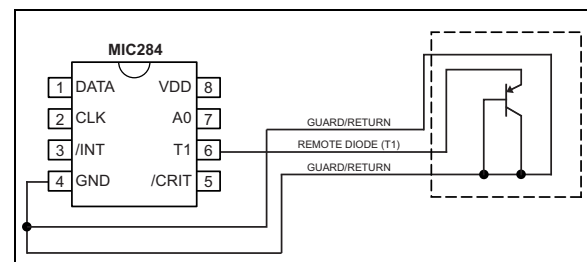 MIC284
1 DATA VDD 8
2 CLK A0 7
3 /INT T1 6
4 GND /CRIT 5
GUARD/RETURN
REMOTE DIODE (T1)
GUARD/RETURN